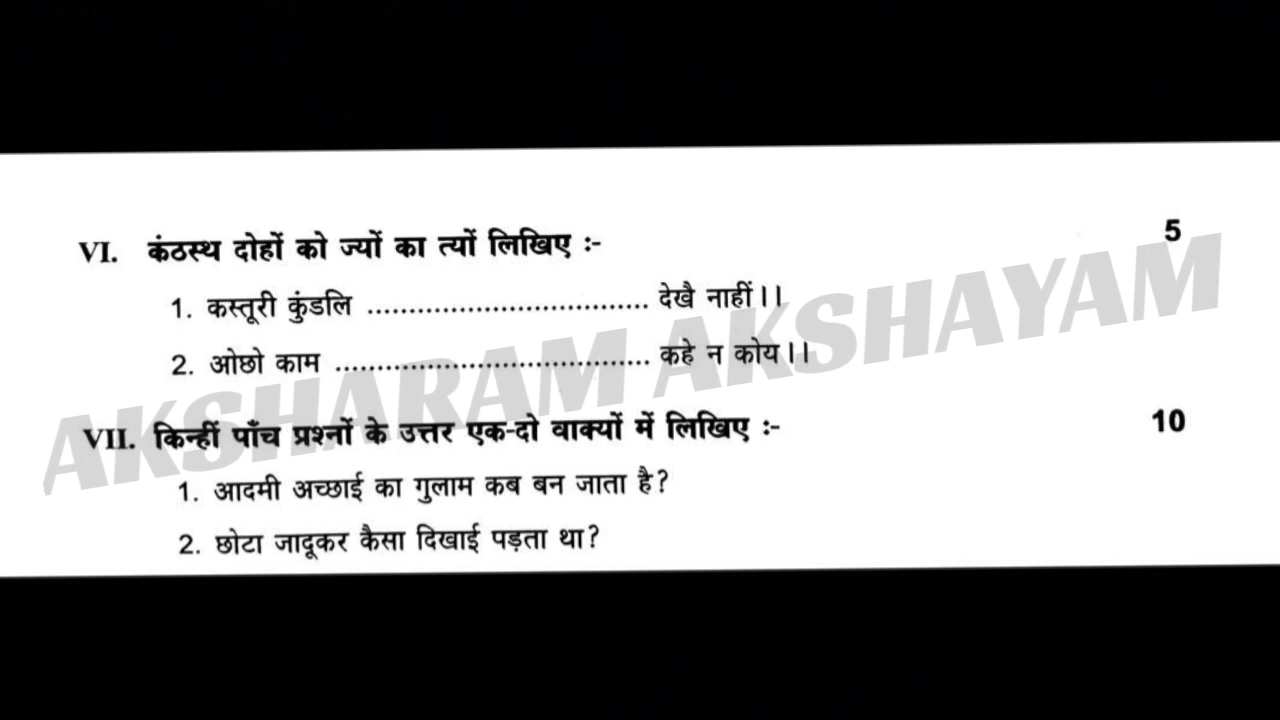 VI. कंठस्थ दोहों को ज्यों का त्यों लिखिए :- 5
1. कस्तूरी कुंडलि .................................. देखै नाहीं।।
2. ओछो काम ...................................... कहे न कोय।।
AKSHARAM AKSHAYAM
VII. किन्हीं पाँच प्रश्नों के उत्तर एक-दो वाक्यों में लिखिए :- 10
1. आदमी अच्छाई का गुलाम कब बन जाता है?
2. छोटा जादूकर कैसा दिखाई पड़ता था?